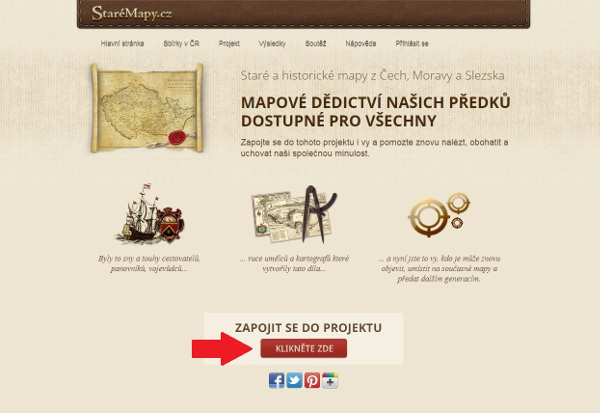 StaréMapy.cz
Hlavní stránka Sbírky v ČR Projekt Výsledky Soutěž Nápověda Přihlásit se
Staré a historické mapy z Čech, Moravy a Slezska
MAPOVÉ DĚDICTVÍ NAŠICH PŘEDKŮ
DOSTUPNÉ PRO VŠECHNY
Zapojte se do tohoto projektu i vy a pomozte znovu nalézt, obohatit a
uchovat naši společnou minulost.
Byly to sny a touhy cestovatelů,
panovníků, vojevůdců...
... ruce umělců a kartografů které
vytvořily tato díla...
... a nyní jste to vy, kdo je může znovu
objevit, umístit na současné mapy a
předat dalším generacím.
ZAPOJIT SE DO PROJEKTU
KLIKNĚTE ZDE